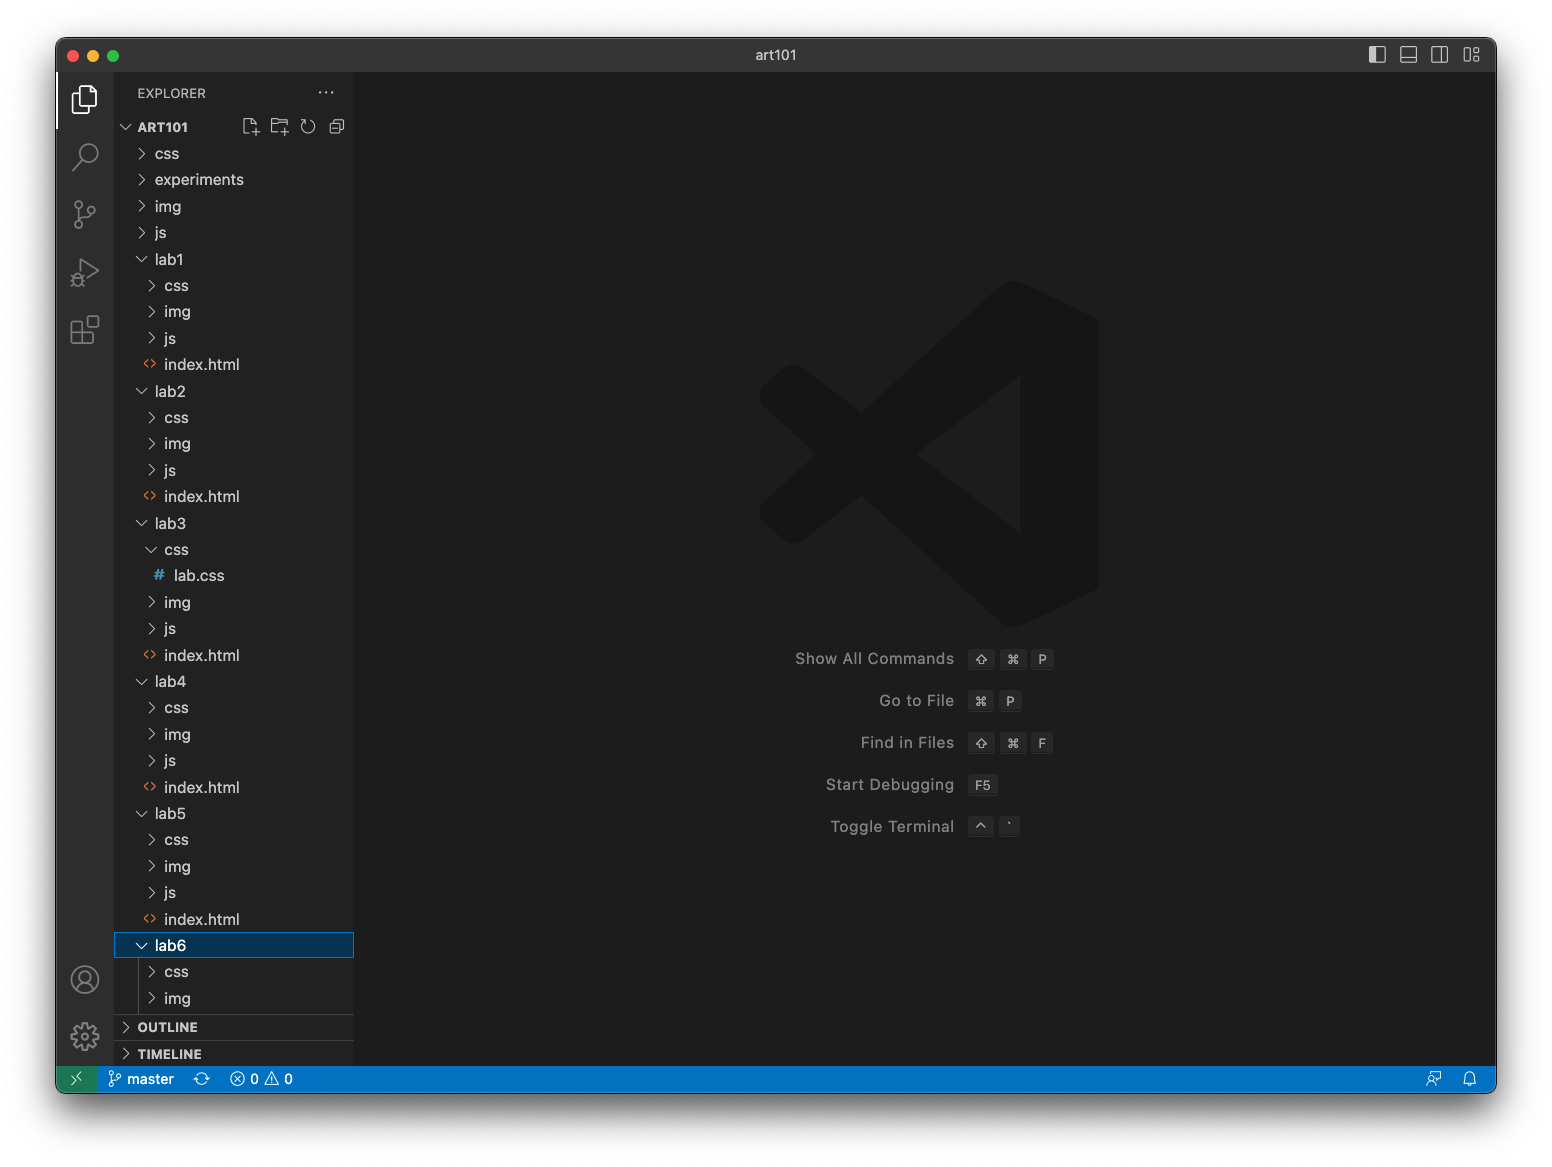 art101
EXPLORER
ART101
css
experiments
img
js
lab1
css
img
js
index.html
lab2
css
img
js
index.html
lab3
css
# lab.css
img
js
index.html
lab4
css
img
js
index.html
lab5
css
img
js
index.html
lab6
css
img
OUTLINE
TIMELINE
Show All Commands ⇧ ⌘ P
Go to File ⌘ P
Find in Files ⇧ ⌘ F
Start Debugging F5
Toggle Terminal ^ `
master 0 0